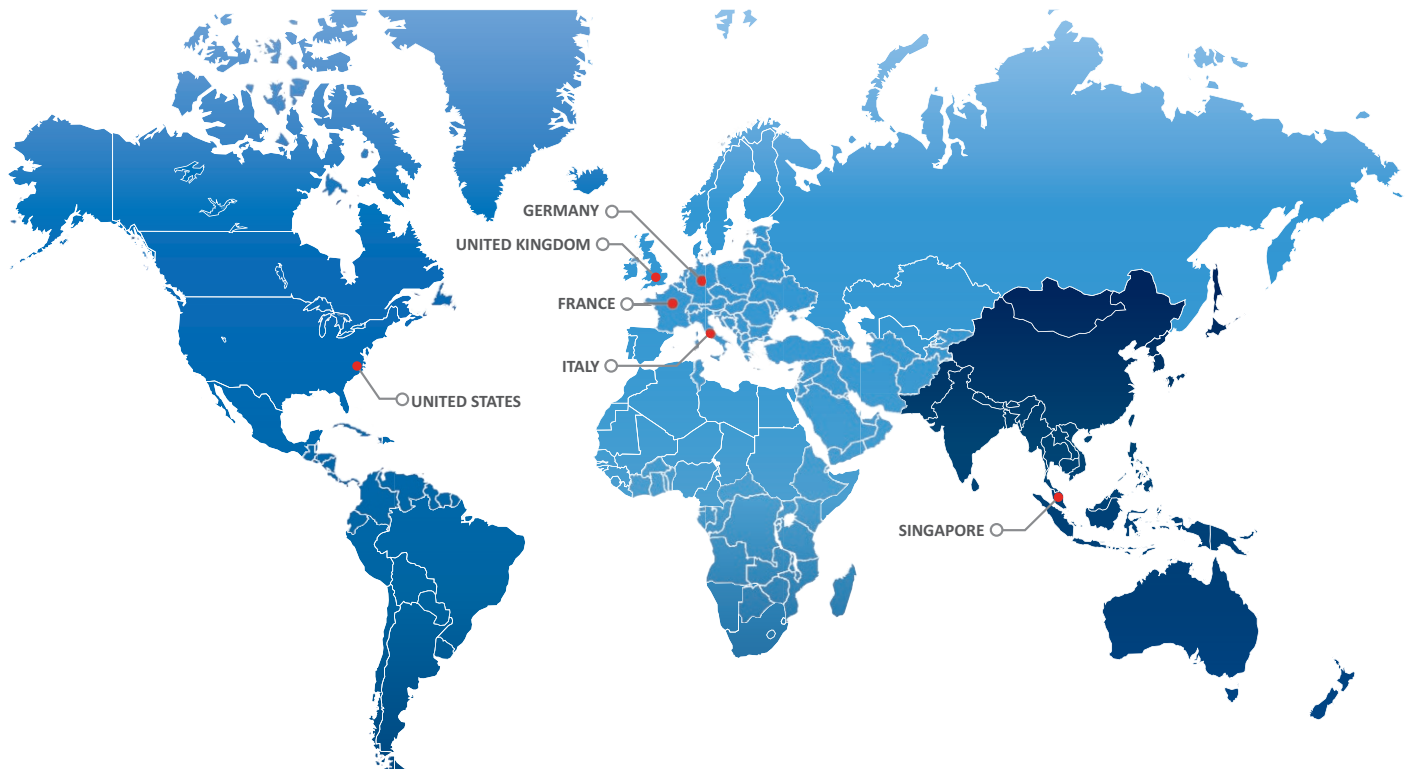 GERMANY
UNITED KINGDOM
FRANCE
ITALY
UNITED STATES
SINGAPORE